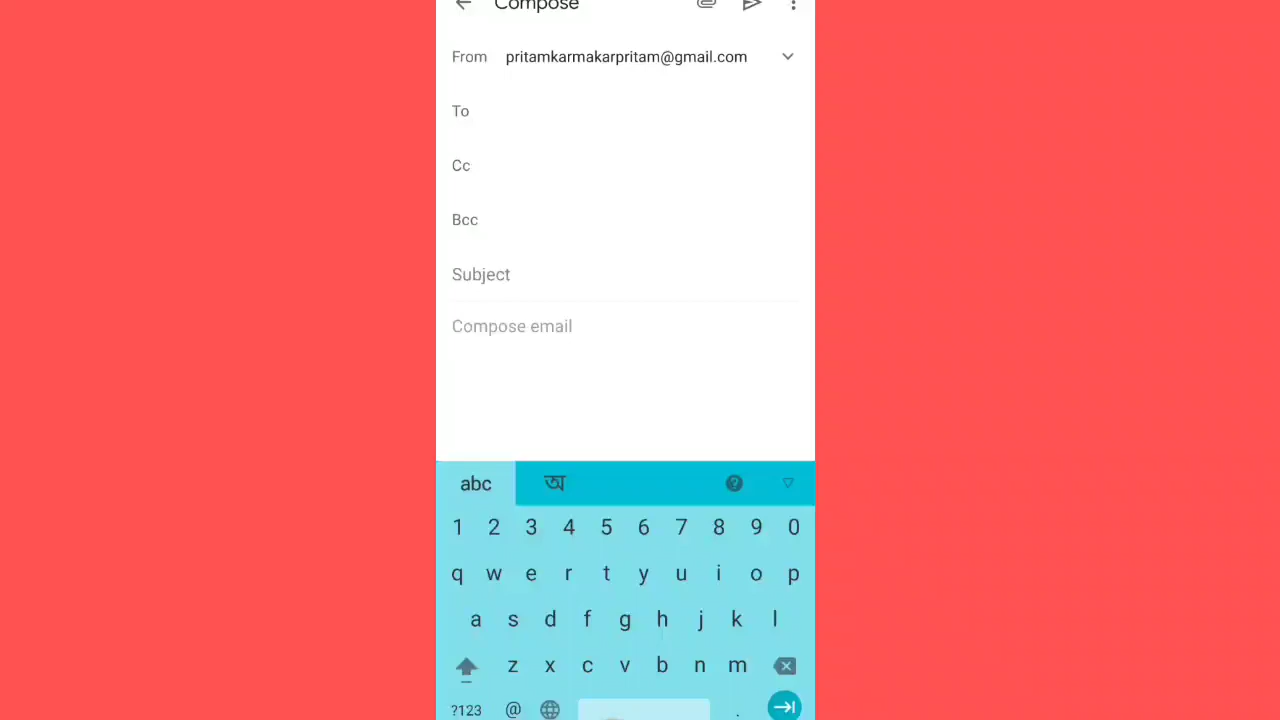 Compose
From pritamkarmakarpritam@gmail.com
To
Cc
Bcc
Subject
Compose email
abc অ
1 2 3 4 5 6 7 8 9 0
q w e r t y u i o p
a s d f g h j k l
z x c v b n m
?123 @ .